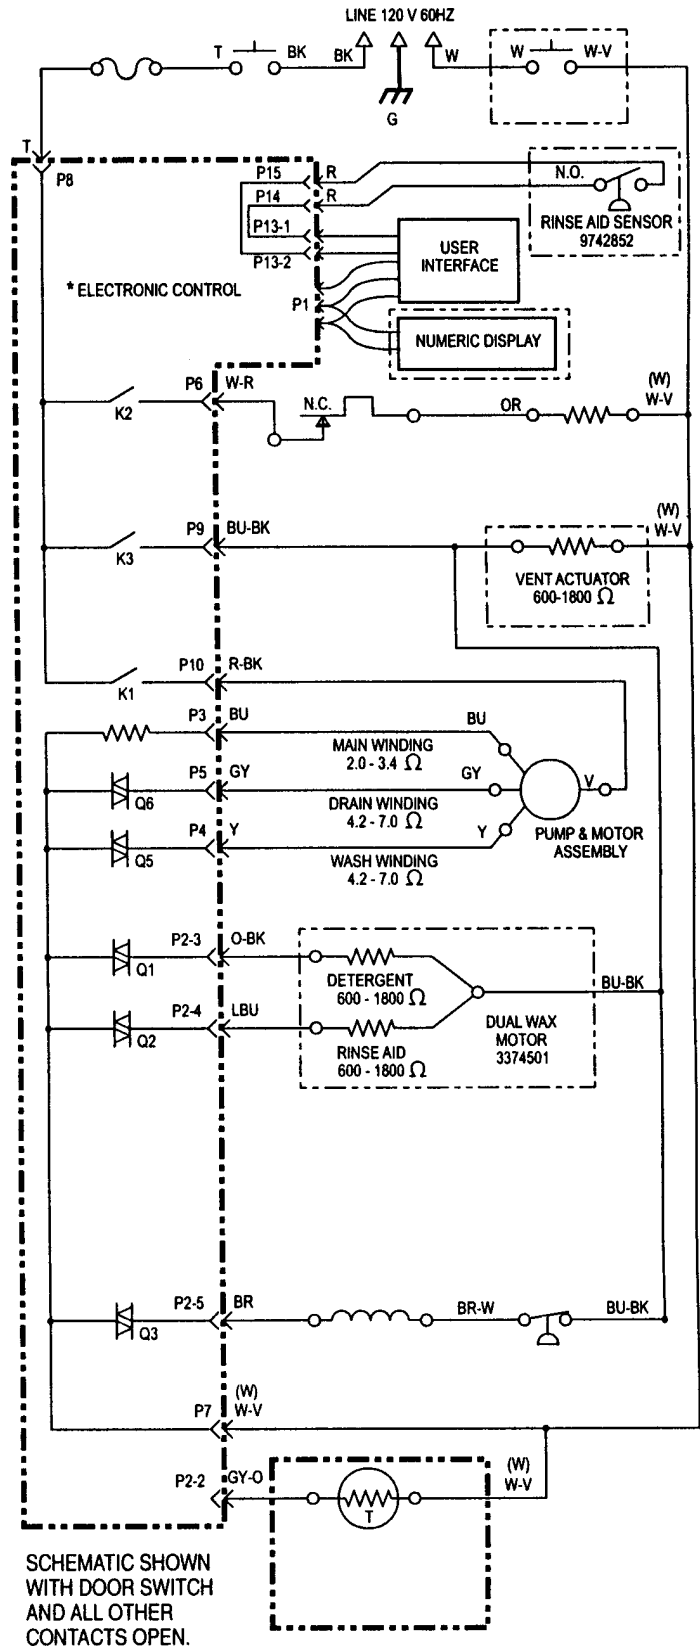 LINE 120 V 60HZ
T BK BK W W W-V
G
T
P8
P15 R
P14 R
P13-1
P13-2
N.O.
RINSE AID SENSOR
9742852
USER
INTERFACE
* ELECTRONIC CONTROL
P1
NUMERIC DISPLAY
P6 W-R
K2
N.C.
OR
(W)
W-V
P9 BU-BK
K3
(W)
W-V
VENT ACTUATOR
600-1800 Ω
P10 R-BK
K1
P3 BU BU
MAIN WINDING
2.0 - 3.4 Ω
P5 GY GY V
Q6
DRAIN WINDING
4.2 - 7.0 Ω
P4 Y Y
Q5
PUMP & MOTOR
ASSEMBLY
WASH WINDING
4.2 - 7.0 Ω
P2-3 O-BK
Q1
DETERGENT
600 - 1800 Ω
BU-BK
P2-4 LBU
Q2
DUAL WAX
MOTOR
3374501
RINSE AID
600 - 1800 Ω
P2-5 BR BR-W BU-BK
Q3
P7 (W)
W-V
P2-2 GY-O
T
(W)
W-V
SCHEMATIC SHOWN
WITH DOOR SWITCH
AND ALL OTHER
CONTACTS OPEN.